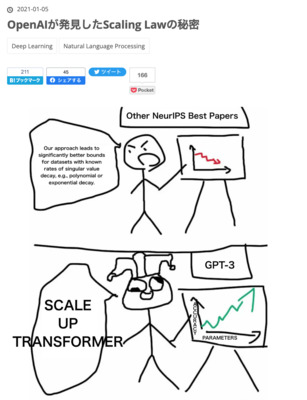 2021-01-05
OpenAIが発見したScaling Lawの秘密
Deep Learning
Natural Language Processing
211
B!ブックマーク
45
シェアする
ツイート
166
Pocket
Other NeurIPS Best Papers
Our approach leads to
significantly better bounds
for datasets with known
rates of singular value
decay, e.g., polynomial or
exponential decay.
GPT-3
SCALE
UP
TRANSFORMER
PARAMETERS